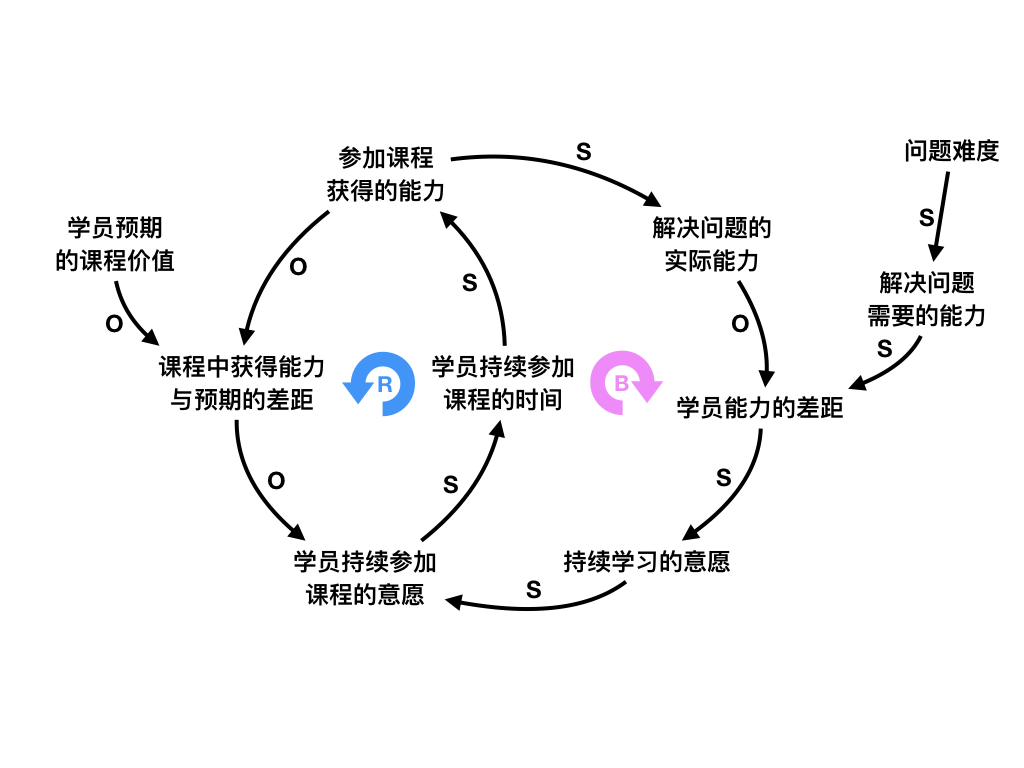 参加课程
获得的能力
S
问题难度
学员预期
的课程价值
O
S
解决问题的
实际能力
S
解决问题
需要的能力
O
O
S
课程中获得能力
与预期的差距
R
学员持续参加
课程的时间
B
学员能力的差距
O
S
S
学员持续参加
课程的意愿
S
持续学习的意愿